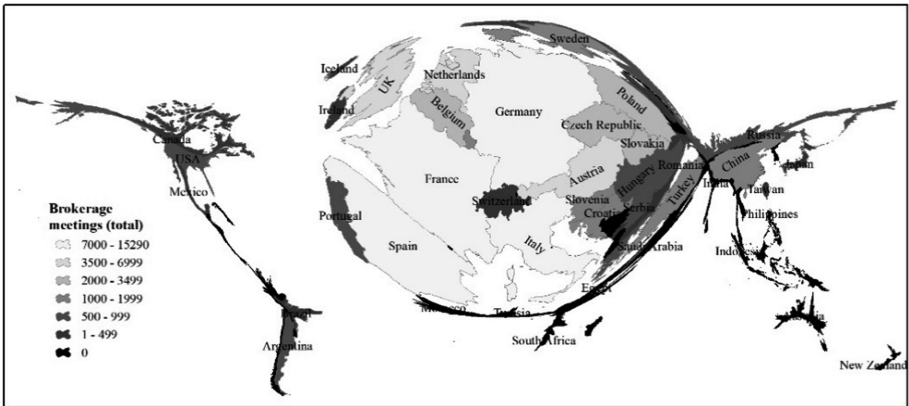 Sweden
Iceland
Netherlands
UK
Ireland
Belgium
Germany
Poland
Czech Republic
Slovakia
Canada
USA
Mexico
France
Austria
Hungary
Romania
Russia
China
Japan
India
Taiwan
Turkey
Switzerland
Slovenia
Croatia
Serbia
Portugal
Spain
Italy
Saudi Arabia
Philippines
Indonesia
Egypt
Morocco
Tunisia
South Africa
Brazil
Argentina
Australia
New Zealand
Brokerage
meetings (total)
7000 - 15290
3500 - 6999
2000 - 3499
1000 - 1999
500 - 999
1 - 499
0